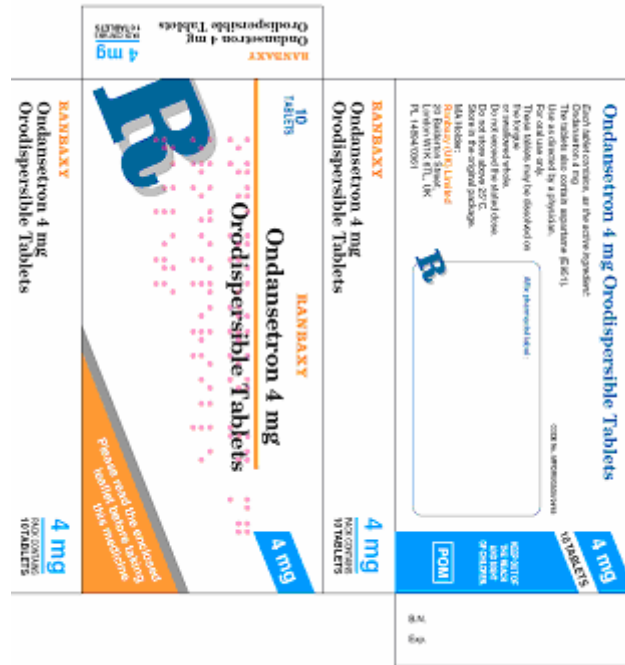 RANBAXY
Ondansetron 4 mg
Orodispersible Tablets
4 mg
PACK CONTAINS
10 TABLETS
RANBAXY
Ondansetron 4 mg
Orodispersible Tablets
4 mg
PACK CONTAINS
10 TABLETS
R
10
TABLETS
RANBAXY
Ondansetron 4 mg
Orodispersible Tablets
4 mg
Please read the enclosed
leaflet before taking
this medicine
RANBAXY
Ondansetron 4 mg
Orodispersible Tablets
4 mg
PACK CONTAINS
10 TABLETS
Ondansetron 4 mg Orodispersible Tablets
Each tablet contains, as the active ingredient:
Ondansetron 4 mg.
The tablets also contain aspartame (E951).
Use as directed by a physician.
For oral use only.
These tablets may be dissolved on
the tongue
or swallowed whole.
Do not exceed the stated dose.
Do not store above 25°C.
Store in the original package.
MA Holder:
Ranbaxy (UK) Limited
20 Balderton Street,
London W1K 6TL, UK
PL 14894/0361
R
Affix pharmacist label:
CODE No.
4 mg
10 TABLETS
KEEP OUT OF
THE REACH
AND SIGHT
OF CHILDREN
POM
B.N.
Exp.